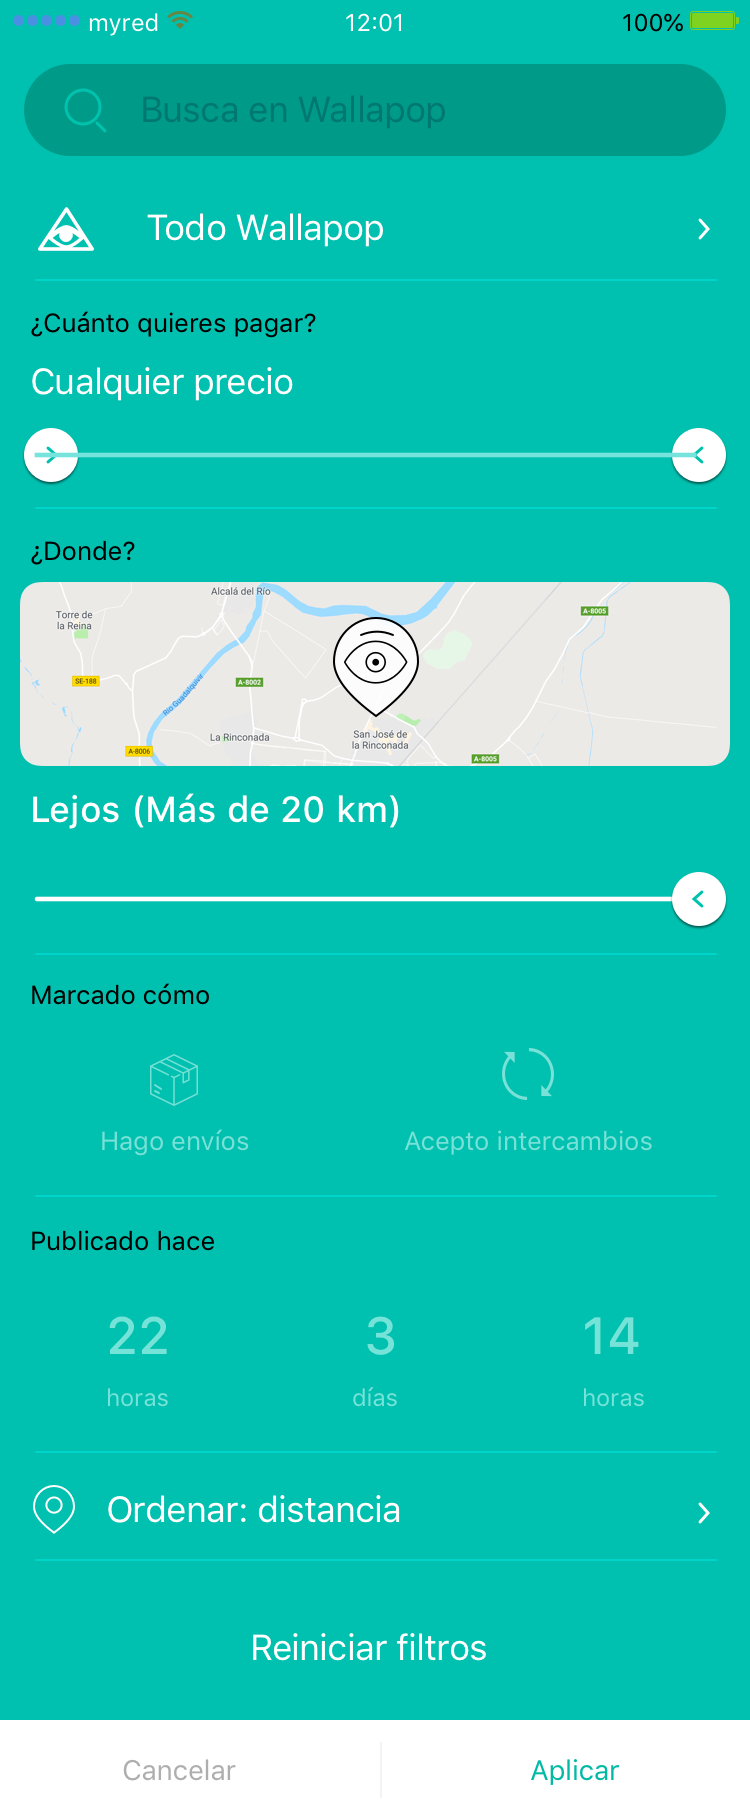 myred 12:01 100%
Busca en Wallapop
Todo Wallapop
¿Cuánto quieres pagar?
Cualquier precio
¿Donde?
Alcalá del Río
A-8005
Torre de
la Reina
SE-188
A-8002
Río Guadalquivir
La Rinconada
San José de
la Rinconada
A-8006
A-8005
Lejos (Más de 20 km)
Marcado cómo
Hago envíos Acepto intercambios
Publicado hace
22 3 14
horas días horas
Ordenar: distancia
Reiniciar filtros
Cancelar Aplicar